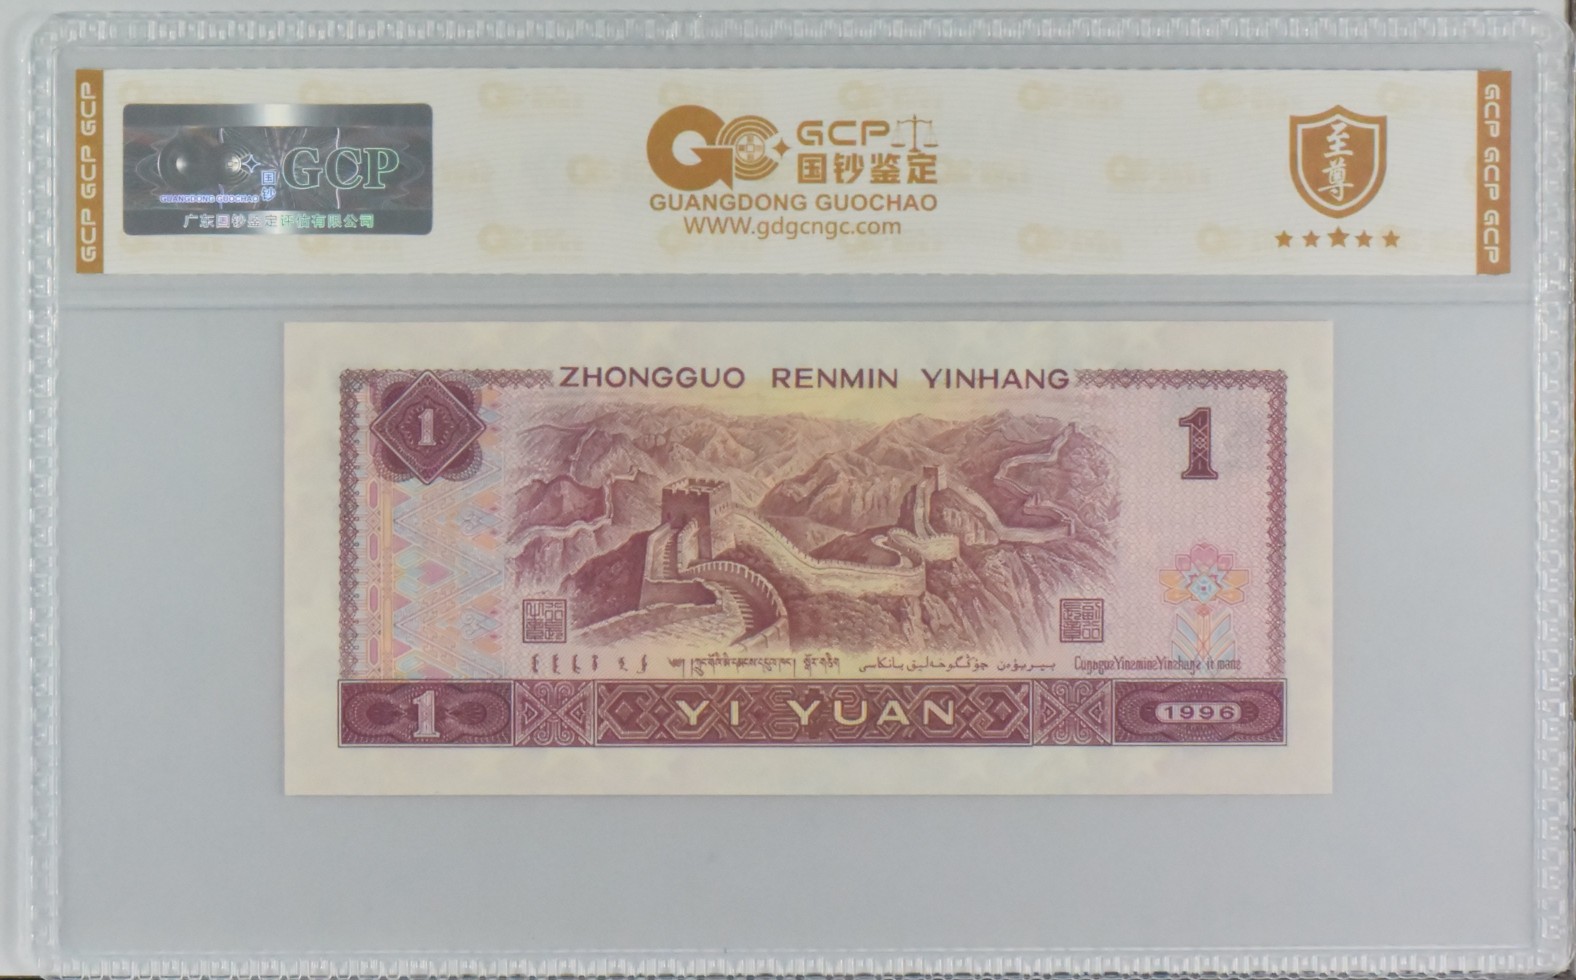 GCP GCP GCP
GCP
国钞
GUANGDONG GUOCHAO
广东国钞鉴定评估有限公司
GCP
国钞鉴定
GUANGDONG GUOCHAO
WWW.gdgcngc.com
至尊
GCP GCP GCP
ZHONGGUO RENMIN YINHANG
1
1
1
YI YUAN
1996